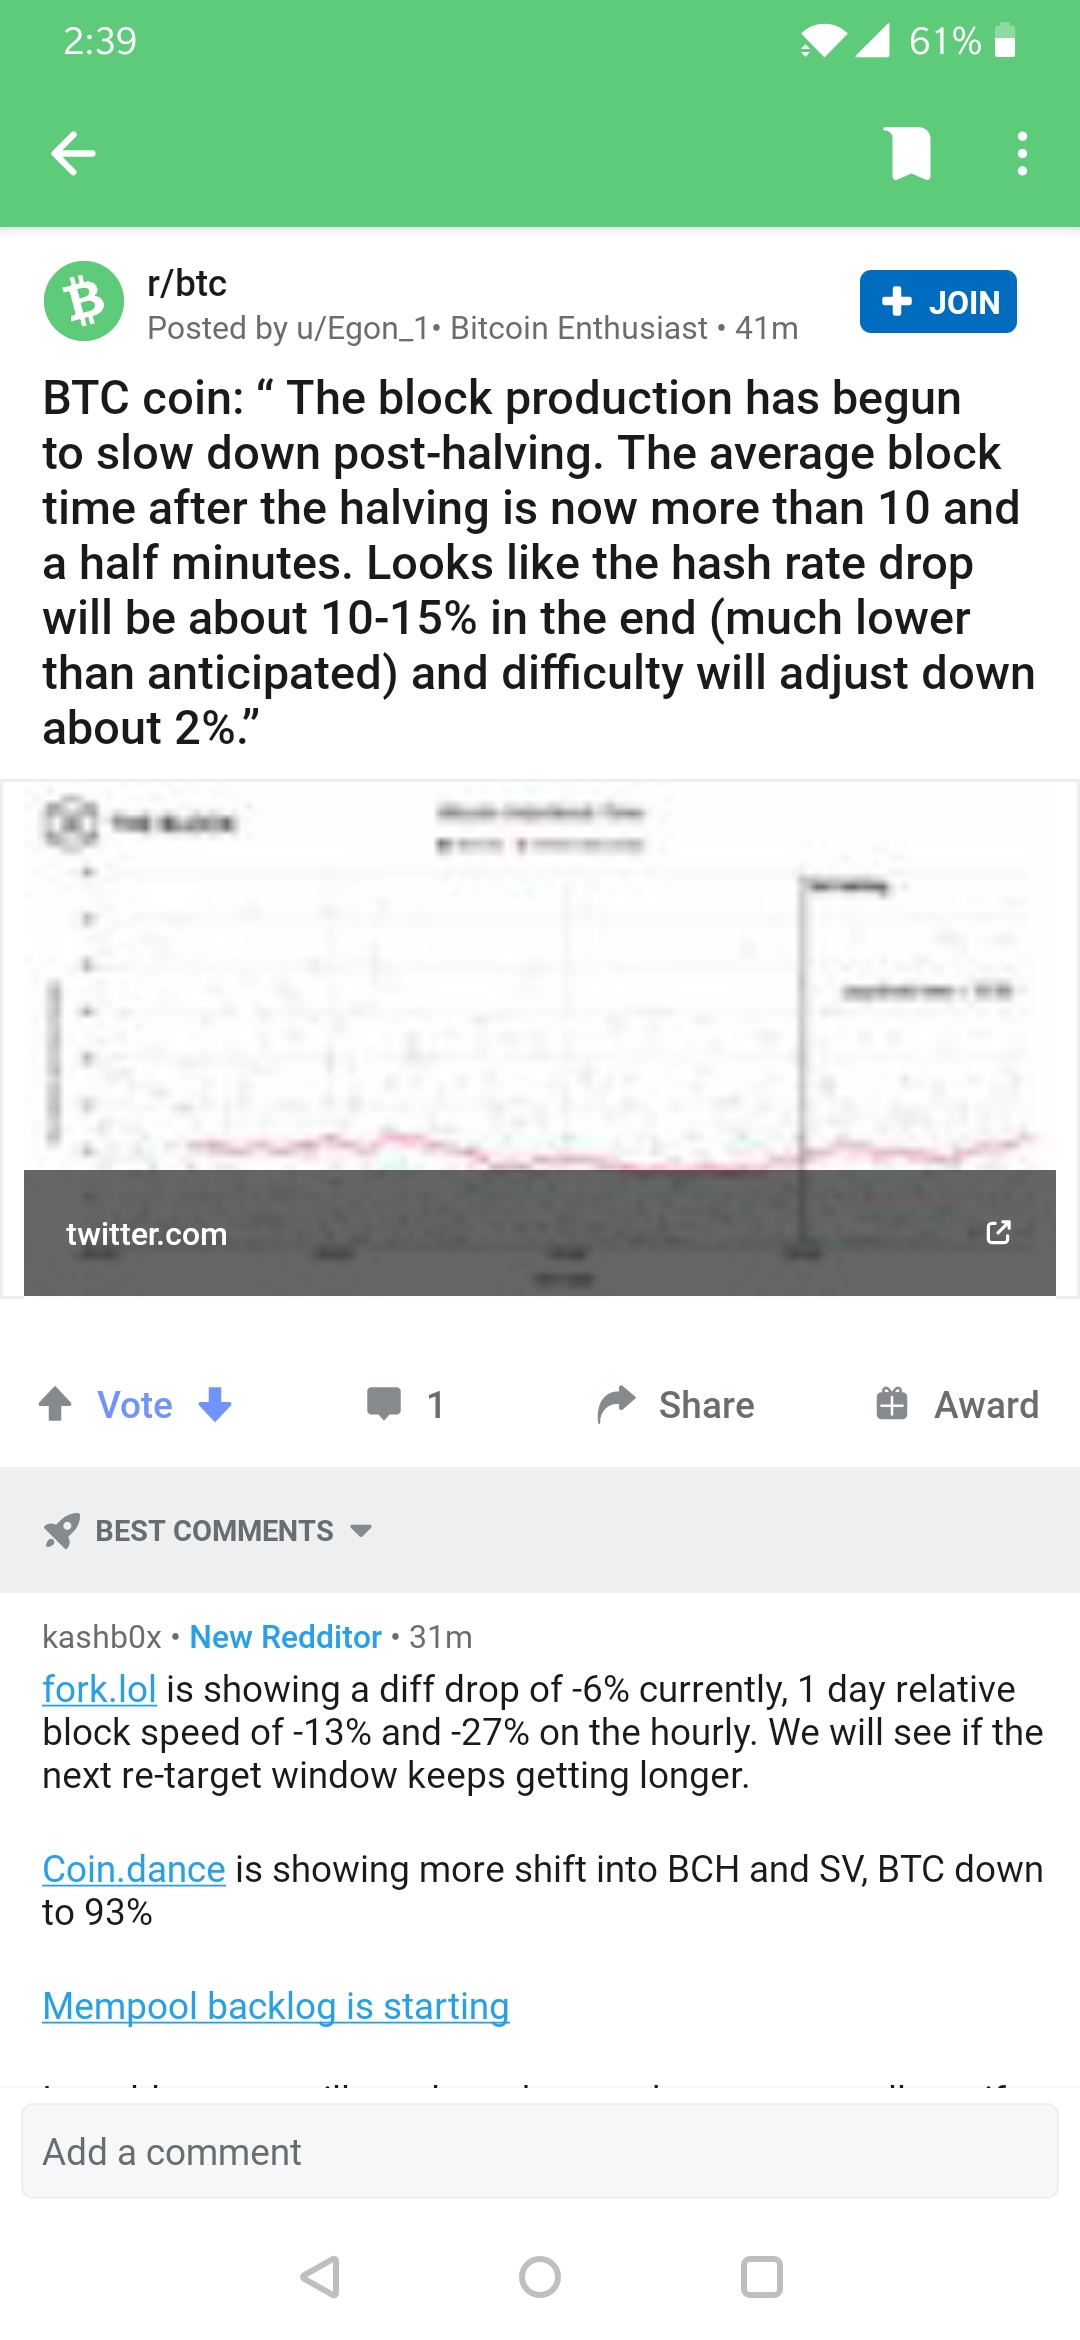 2:39
61%
r/btc
Posted by u/Egon_1• Bitcoin Enthusiast • 41m
+ JOIN
BTC coin: “ The block production has begun
to slow down post-halving. The average block
time after the halving is now more than 10 and
a half minutes. Looks like the hash rate drop
will be about 10-15% in the end (much lower
than anticipated) and difficulty will adjust down
about 2%.”
THE BLOCK
twitter.com
Vote
1
Share
Award
BEST COMMENTS
kashb0x • New Redditor • 31m
fork.lol is showing a diff drop of -6% currently, 1 day relative
block speed of -13% and -27% on the hourly. We will see if the
next re-target window keeps getting longer.
Coin.dance is showing more shift into BCH and SV, BTC down
to 93%
Mempool backlog is starting
Add a comment